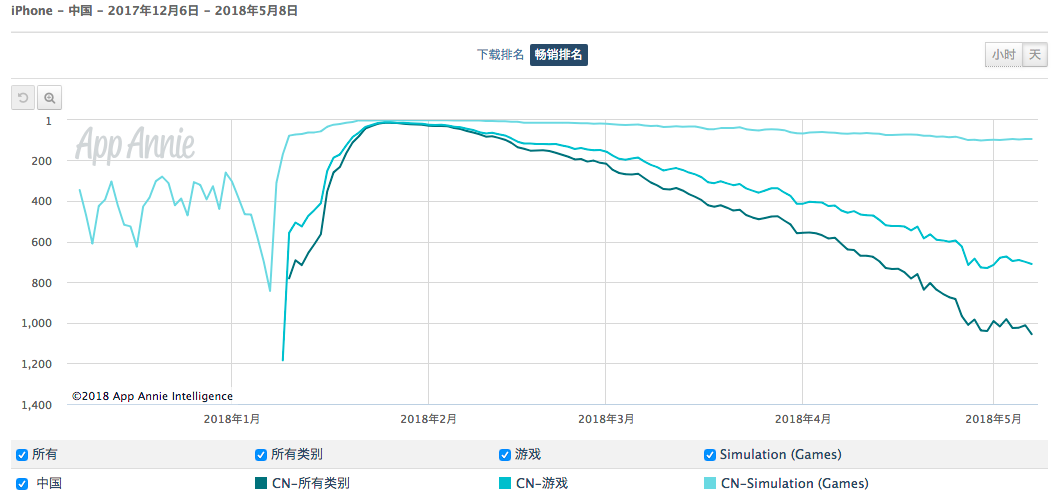 iPhone - 中国 - 2017年12月6日 - 2018年5月8日
下载排名 畅销排名
小时 天
App Annie
1
200
400
600
800
1,000
1,200
1,400
©2018 App Annie Intelligence
2018年1月 2018年2月 2018年3月 2018年4月 2018年5月
所有 所有类别 游戏 Simulation (Games)
中国 CN-所有类别 CN-游戏 CN-Simulation (Games)